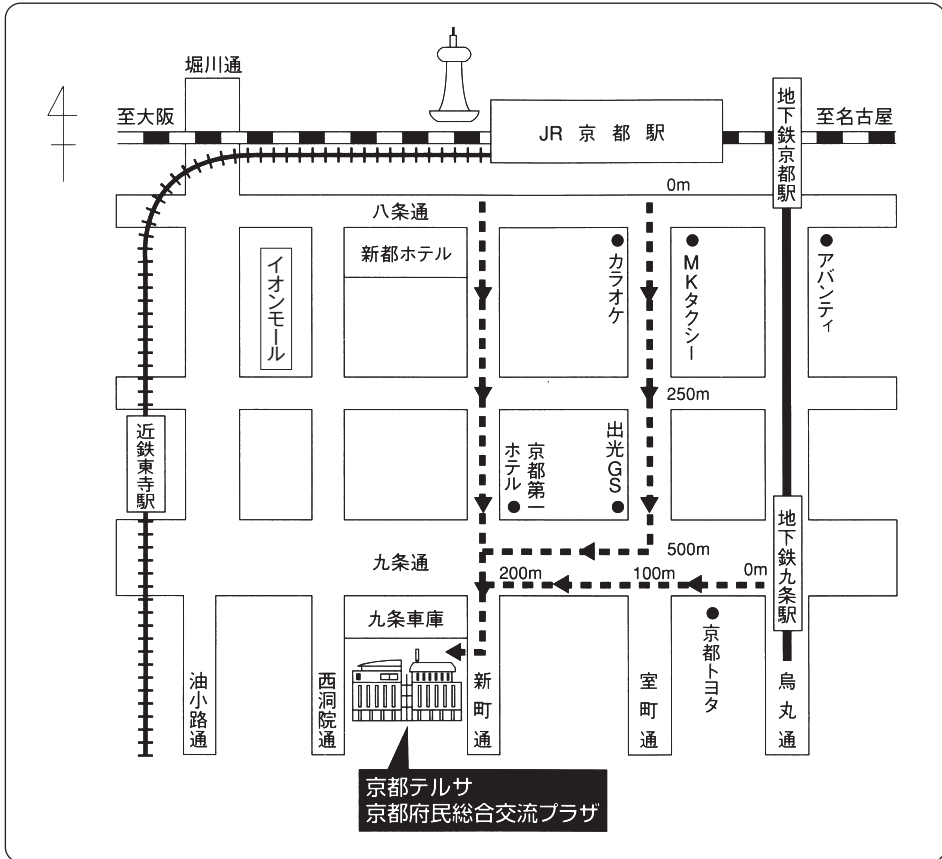 堀川通
至大阪
JR 京都駅
地下鉄京都駅
至名古屋
0m
八条通
新都ホテル
イオンモール
カラオケ
MKタクシー
アバンティ
250m
近鉄東寺駅
京都第一
ホテル
出光GS
500m
九条通
200m
100m
0m
地下鉄九条駅
九条車庫
京都トヨタ
油小路通
西洞院通
新町通
室町通
烏丸通
京都テルサ
京都府民総合交流プラザ